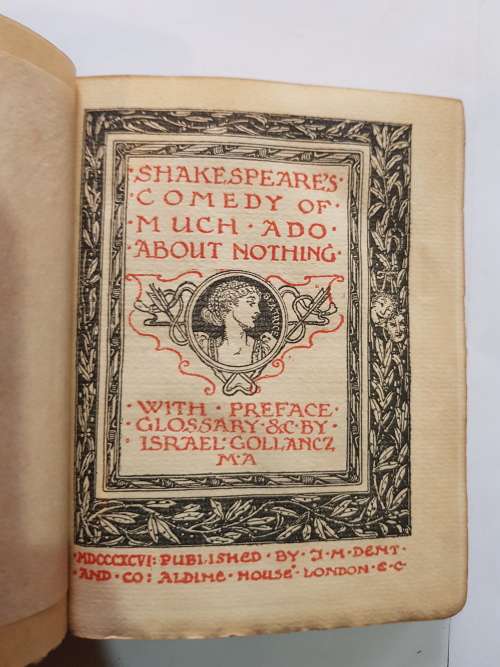 ·SHAKESPEARE'S·
COMEDY OF·
·MUCH·ADO·
·ABOUT NOTHING·
BEATRICE
·WITH·PREFACE·
GLOSSARY·&C·BY·
·ISRAEL·GOLLANCZ,
M·A
·MDCCCXCVI: PUBLISHED·BY·J·M·DENT·
·AND·CO: ALDINE·HOUSE·LONDON·E·C·